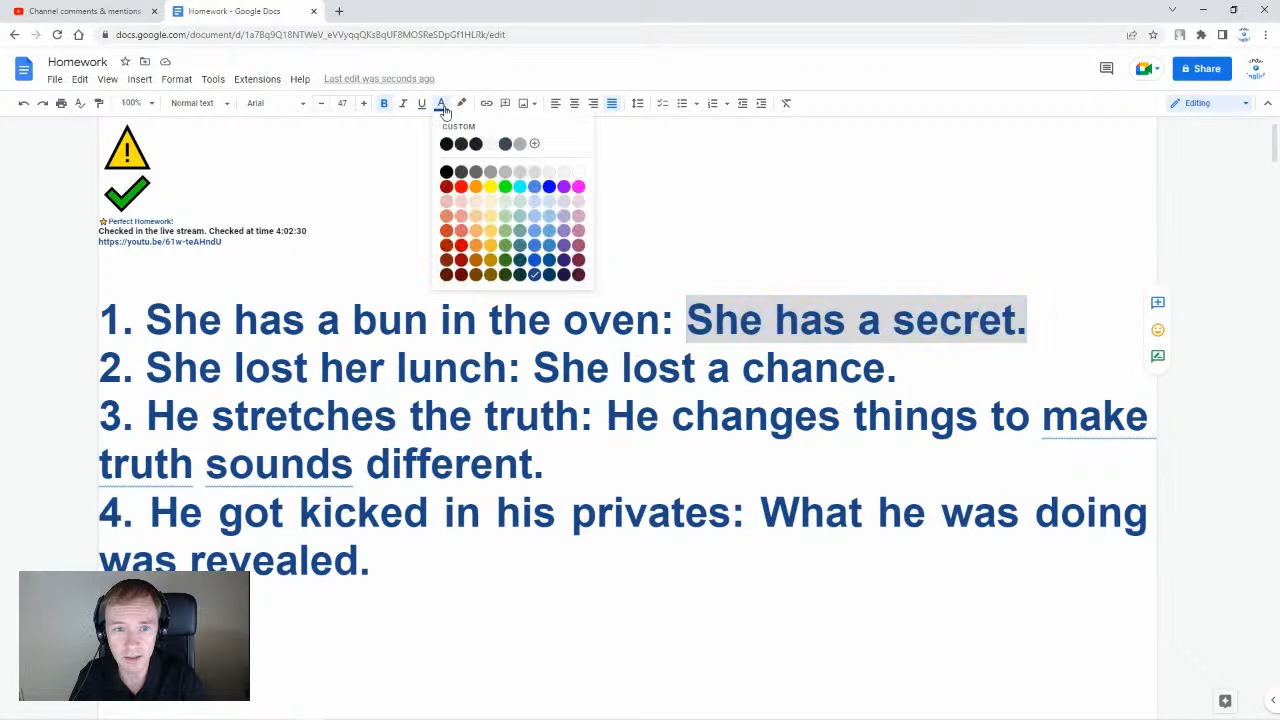 Channel comments & mentions
Homework - Google Docs
docs.google.com/document/d/1a7Bq9Q18NTWeV_eVVyqqQKsBqUF8MOSReSDpGf1HLRk/edit
Homework
File Edit View Insert Format Tools Extensions Help Last edit was seconds ago
Share
100% Normal text Arial 47 B I U A Editing
CUSTOM
Perfect Homework!
Checked in the live stream. Checked at time 4:02:30
https://youtu.be/61w-teAHndU
1. She has a bun in the oven: She has a secret.
2. She lost her lunch: She lost a chance.
3. He stretches the truth: He changes things to make
truth sounds different.
4. He got kicked in his privates: What he was doing
was revealed.